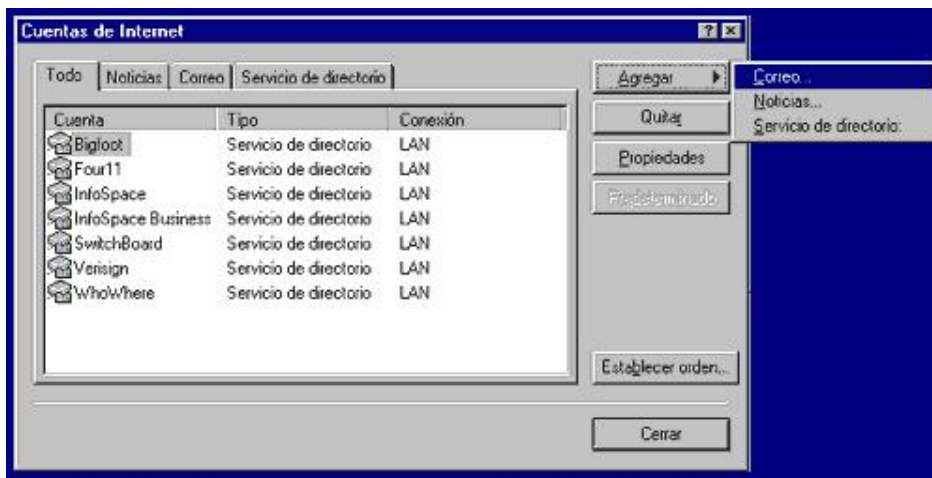 Cuentas de Internet
Todo Noticias Correo Servicio de directorio
Agregar
Correo...
Noticias...
Servicio de directorio:
Cuenta Tipo Conexión
Quitar
Bigfoot Servicio de directorio LAN
Propiedades
Four11 Servicio de directorio LAN
InfoSpace Servicio de directorio LAN
Predeterminado
InfoSpace Business Servicio de directorio LAN
SwitchBoard Servicio de directorio LAN
Verisign Servicio de directorio LAN
WhoWhere Servicio de directorio LAN
Establecer orden...
Cerrar